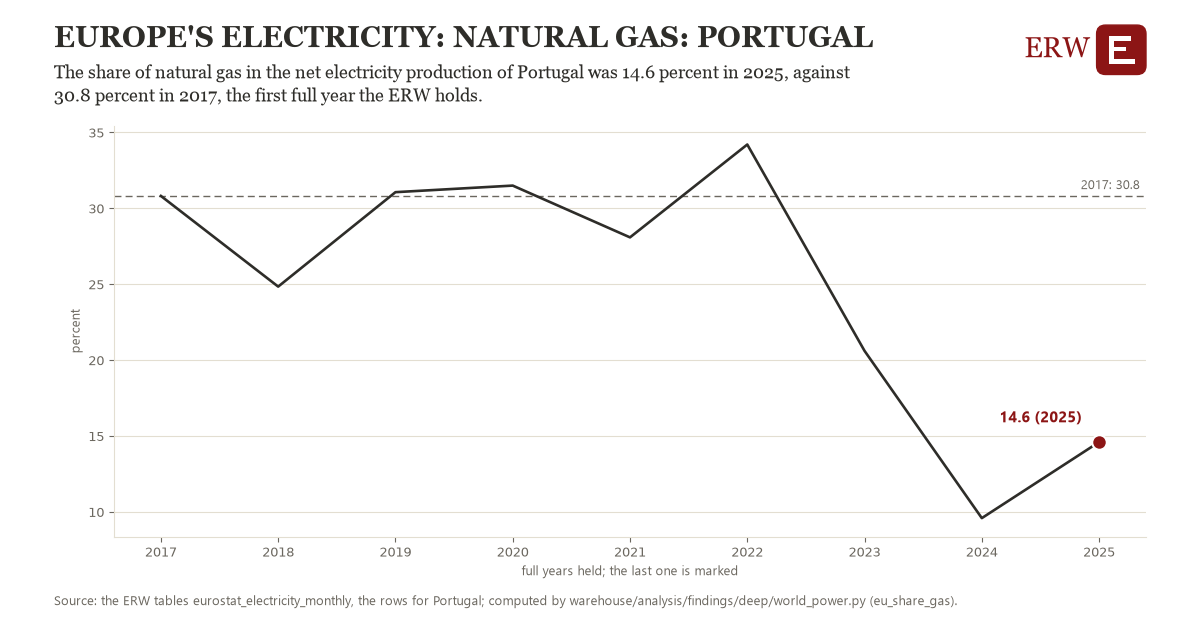 EUROPE'S ELECTRICITY: NATURAL GAS: PORTUGAL
ERW E
The share of natural gas in the net electricity production of Portugal was 14.6 percent in 2025, against
30.8 percent in 2017, the first full year the ERW holds.
35
30
25
20
15
10
percent
2017: 30.8
14.6 (2025)
2017 2018 2019 2020 2021 2022 2023 2024 2025
full years held; the last one is marked
Source: the ERW tables eurostat_electricity_monthly, the rows for Portugal; computed by warehouse/analysis/findings/deep/world_power.py (eu_share_gas).